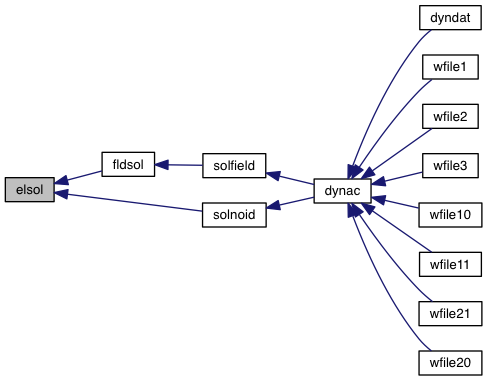 elsol
fldsol
solfield
solnoid
dynac
dyndat
wfile1
wfile2
wfile3
wfile10
wfile11
wfile21
wfile20